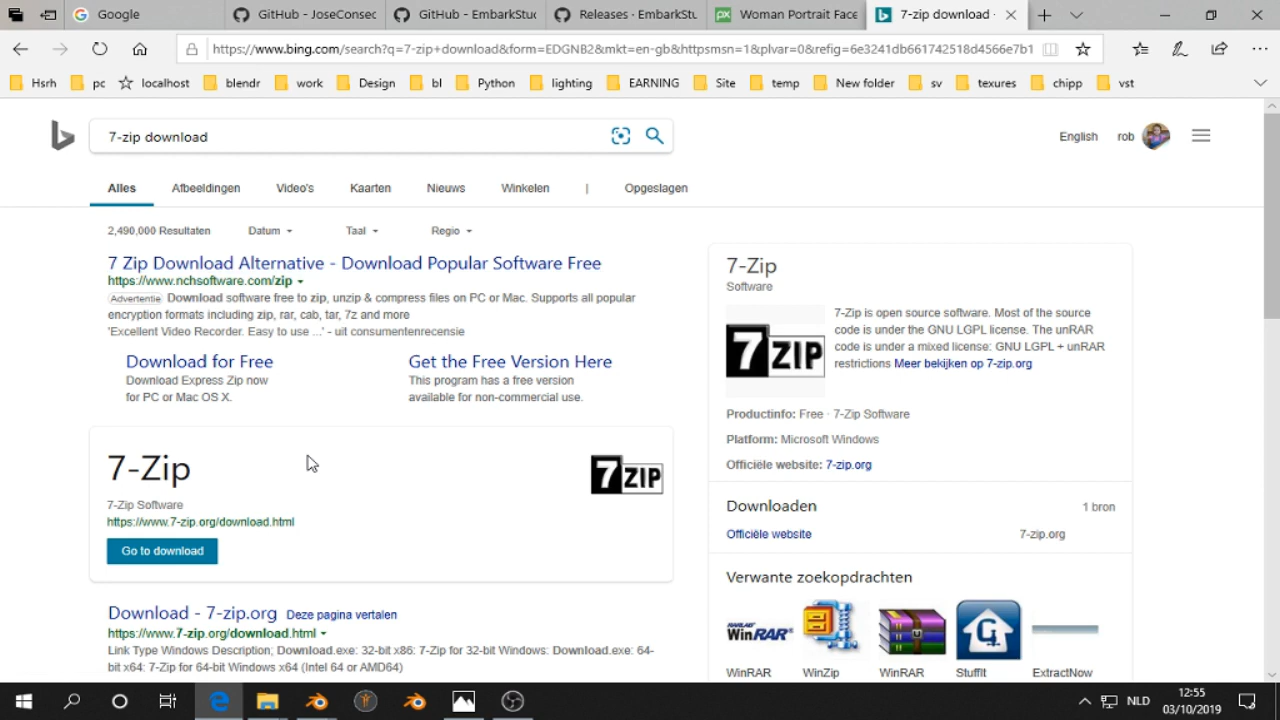 Google
GitHub - JoseConsec
GitHub - EmbarkStuc
Releases · EmbarkStu
Woman Portrait Face
7-zip download -
https://www.bing.com/search?q=7-zip+download&form=EDGNB2&mkt=en-gb&httpsmsn=1&plvar=0&refig=6e3241db661742518d4566e7b1
Hsrh pc localhost blendr work Design bl Python lighting EARNING Site temp New folder sv texures chipp vst
7-zip download
English rob
Alles Afbeeldingen Video's Kaarten Nieuws Winkelen | Opgeslagen
2,490,000 Resultaten Datum Taal Regio
7 Zip Download Alternative - Download Popular Software Free
https://www.nchsoftware.com/zip
Advertentie Download software free to zip, unzip & compress files on PC or Mac. Supports all popular
encryption formats including zip, rar, cab, tar, 7z and more
'Excellent Video Recorder. Easy to use ...' - uit consumentenrecensie
Download for Free
Download Express Zip now
for PC or Mac OS X.
Get the Free Version Here
This program has a free version
available for non-commercial use.
7-Zip
7ZIP
7-Zip Software
https://www.7-zip.org/download.html
Go to download
Download - 7-zip.org Deze pagina vertalen
https://www.7-zip.org/download.html
Link Type Windows Description; Download.exe: 32-bit x86: 7-Zip for 32-bit Windows: Download.exe: 64-
bit x64: 7-Zip for 64-bit Windows x64 (Intel 64 or AMD64)
7-Zip
Software
7ZIP
7-Zip is open source software. Most of the source
code is under the GNU LGPL license. The unRAR
code is under a mixed license: GNU LGPL + unRAR
restrictions Meer bekijken op 7-zip.org
Productinfo: Free · 7-Zip Software
Platform: Microsoft Windows
Officiële website: 7-zip.org
Downloaden 1 bron
Officiële website 7-zip.org
Verwante zoekopdrachten
WinRAR
WinRAR WinZip WinRAR StuffIt ExtractNow
NLD
12:55
03/10/2019